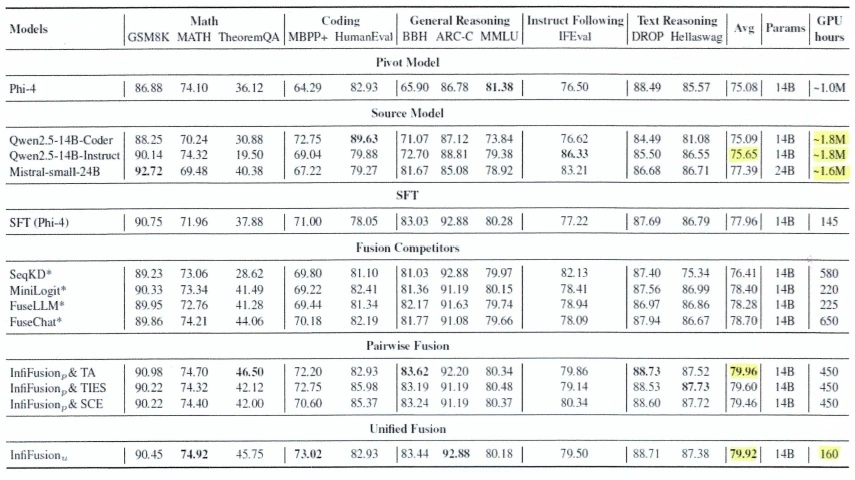 Models Math Coding General Reasoning Instruct Following Text Reasoning Avg Params GPU hours
GSM8K MATH TheoremQA MBPP+ HumanEval BBH ARC-C MMLU IFEval DROP Hellaswag
Pivot Model
Phi-4 86.88 74.10 36.12 64.29 82.93 65.90 86.78 81.38 76.50 88.49 85.57 75.08 14B ~1.0M
Source Model
Qwen2.5-14B-Coder 88.25 70.24 30.88 72.75 89.63 71.07 87.12 73.84 76.62 84.49 81.08 75.09 14B ~1.8M
Qwen2.5-14B-Instruct 90.14 74.32 19.50 69.04 79.88 72.70 88.81 79.38 86.33 85.50 86.55 75.65 14B ~1.8M
Mistral-small-24B 92.72 69.48 40.38 67.22 79.27 81.67 85.08 78.92 83.21 86.68 86.71 77.39 24B ~1.6M
SFT
SFT (Phi-4) 90.75 71.96 37.88 71.00 78.05 83.03 92.88 80.28 77.22 87.69 86.79 77.96 14B 145
Fusion Competitors
SeqKD* 89.23 73.06 28.62 69.80 81.10 81.03 92.88 79.97 82.13 87.40 75.34 76.41 14B 580
MiniLogit* 90.33 73.34 41.49 69.22 82.41 81.36 91.19 80.15 78.41 87.56 86.99 78.40 14B 220
FuseLLM* 89.95 72.76 41.28 69.44 81.34 82.17 91.63 79.74 78.94 86.97 86.86 78.28 14B 225
FuseChat* 89.86 74.21 44.06 70.18 82.19 81.77 91.08 79.66 78.09 87.94 86.67 78.70 14B 650
Pairwise Fusion
InfiFusionₚ & TA 90.98 74.70 46.50 72.20 82.93 83.62 92.20 80.34 79.86 88.73 87.52 79.96 14B 450
InfiFusionₚ & TIES 90.22 74.32 42.12 72.75 85.98 83.19 91.19 80.48 79.14 88.53 87.73 79.60 14B 450
InfiFusionₚ & SCE 90.22 74.40 42.00 70.60 85.37 83.24 91.19 80.37 80.34 88.60 87.72 79.46 14B 450
Unified Fusion
InfiFusionᵤ 90.45 74.92 45.75 73.02 82.93 83.44 92.88 80.18 79.50 88.71 87.38 79.92 14B 160